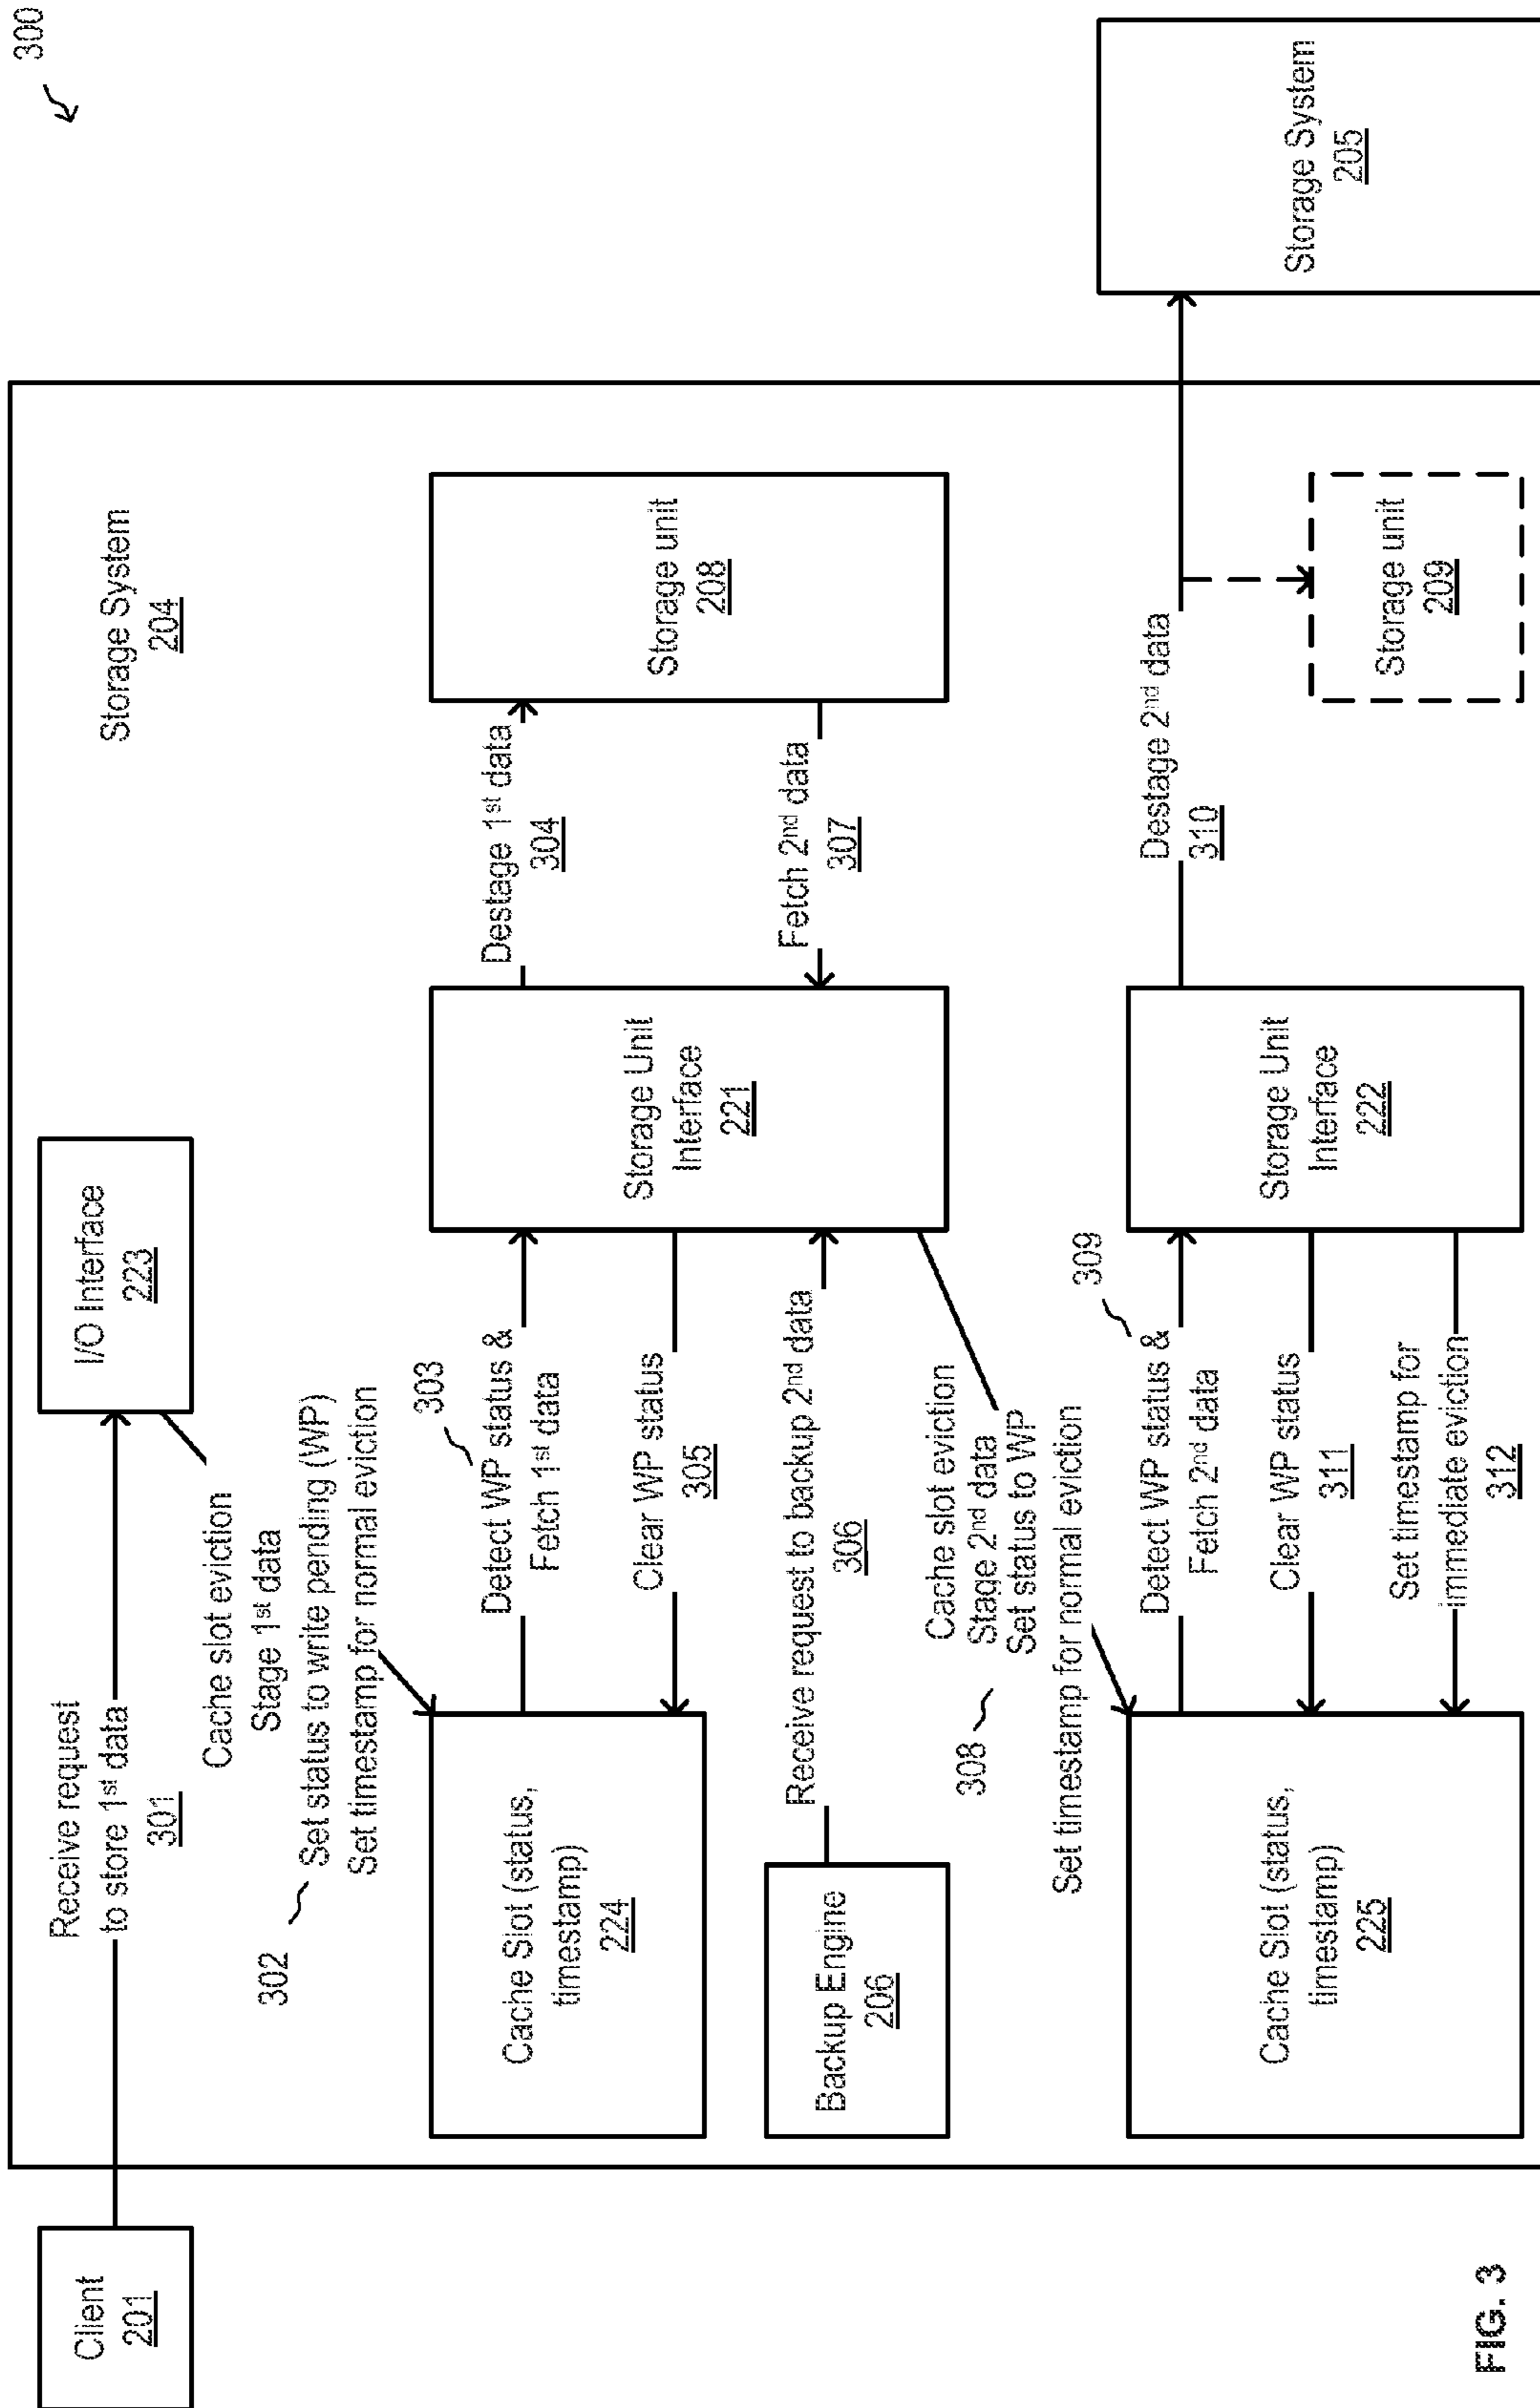 300
Client
201
Receive request
to store 1st data
301
I/O Interface
223
Storage System
204
Storage System
205
302
Cache slot eviction
Stage 1st data
Set status to write pending (WP)
Set timestamp for normal eviction
Cache Slot (status,
timestamp)
224
303
Detect WP status &
Fetch 1st data
Clear WP status
305
Storage Unit
Interface
221
Destage 1st data
304
Fetch 2nd data
307
Storage unit
208
Backup Engine
206
Receive request to backup 2nd data
306
308
Cache slot eviction
Stage 2nd data
Set status to WP
Set timestamp for normal eviction
Cache Slot (status,
timestamp)
225
309
Detect WP status &
Fetch 2nd data
Clear WP status
311
Set timestamp for
immediate eviction
312
Storage Unit
Interface
222
Destage 2nd data
310
Storage unit
209
FIG. 3